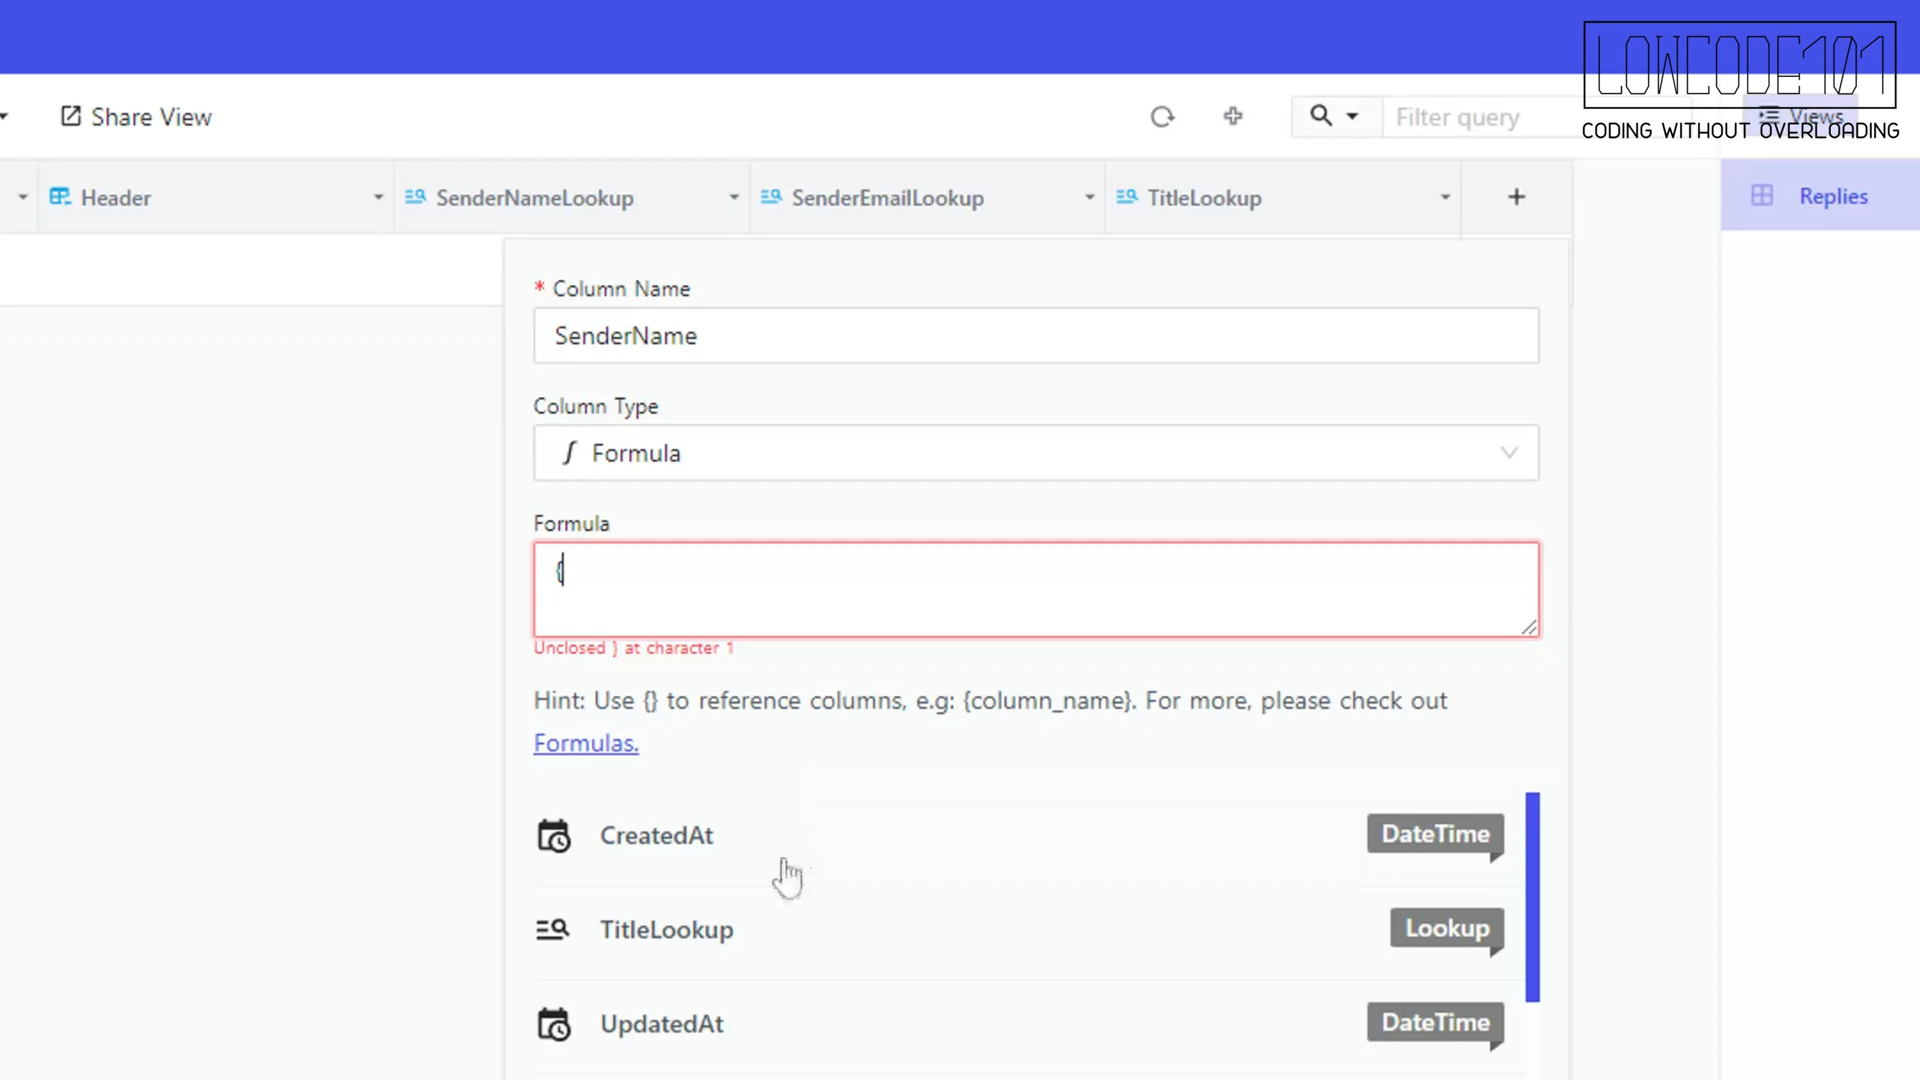 LOWCODE101
CODING WITHOUT OVERLOADING
Share View
Filter query
Views
Header
SenderNameLookup
SenderEmailLookup
TitleLookup
+
Replies
* Column Name
SenderName
Column Type
Formula
Formula
{
Unclosed } at character 1
Hint: Use {} to reference columns, e.g: {column_name}. For more, please check out
Formulas.
CreatedAt
DateTime
TitleLookup
Lookup
UpdatedAt
DateTime